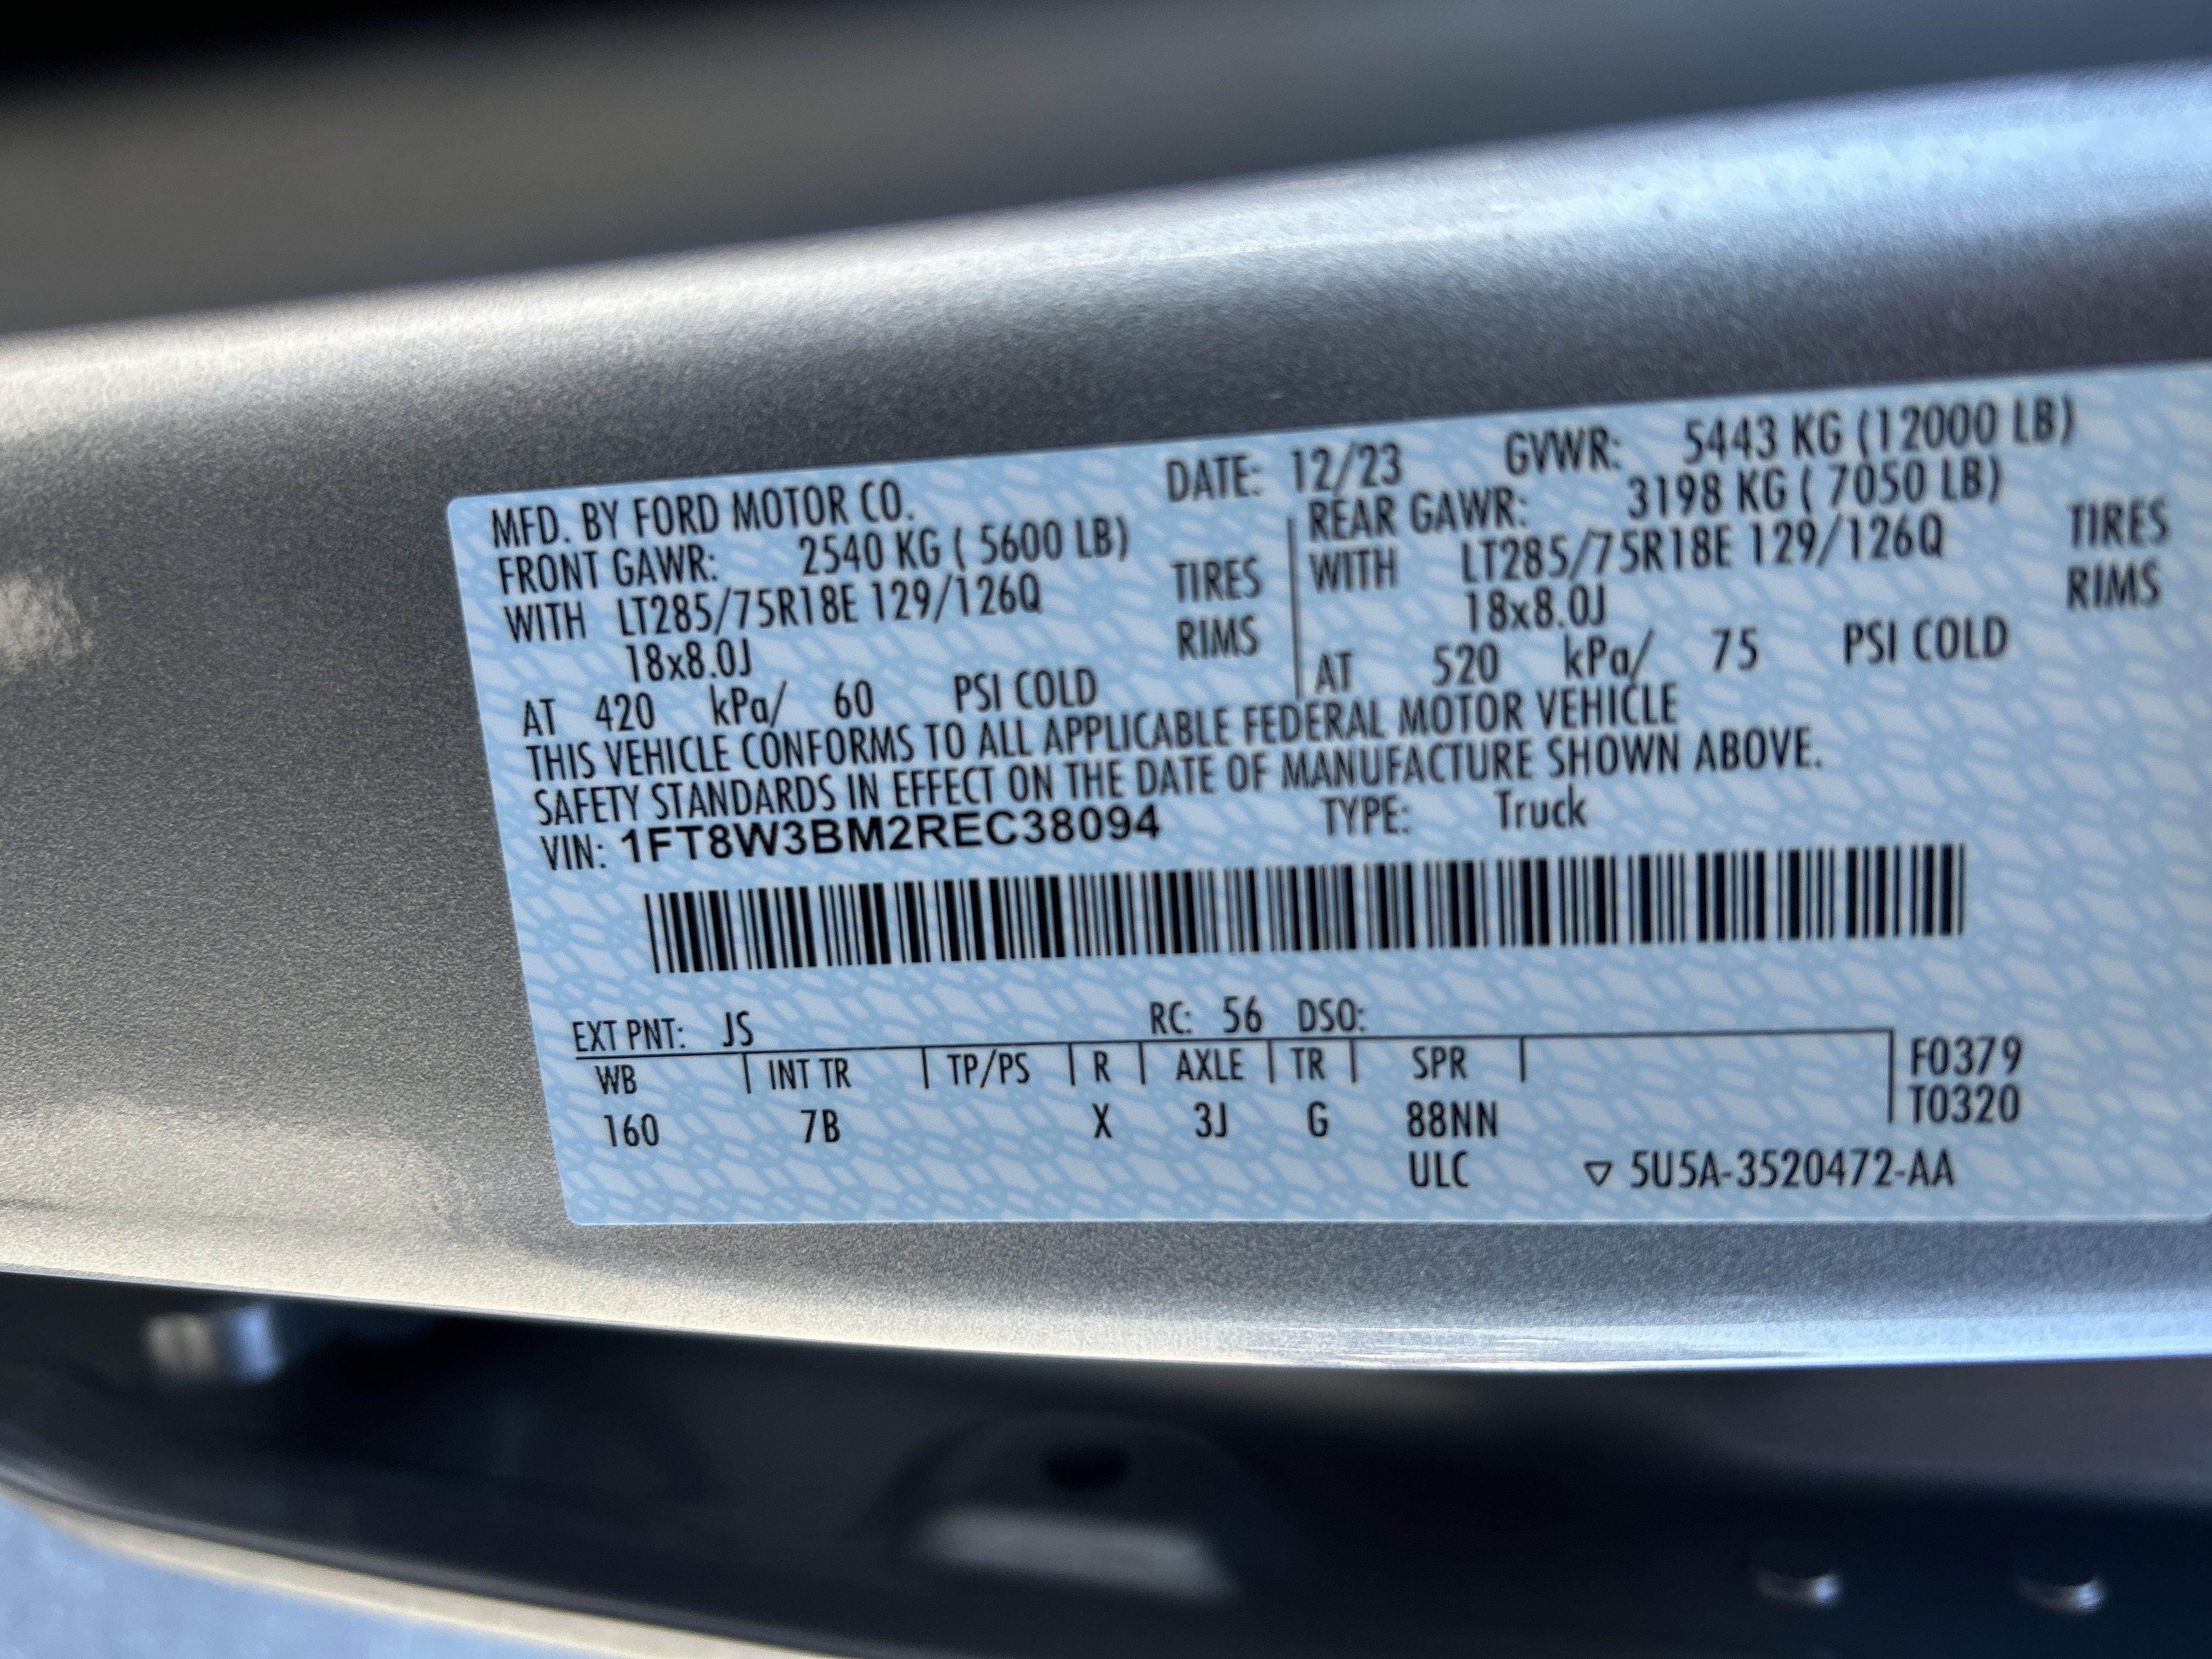 MFD. BY FORD MOTOR CO. DATE: 12/23 GVWR: 5443 KG (12000 LB)
FRONT GAWR: 2540 KG ( 5600 LB) REAR GAWR: 3198 KG ( 7050 LB)
WITH LT285/75R18E 129/126Q TIRES WITH LT285/75R18E 129/126Q TIRES
18x8.0J RIMS 18x8.0J RIMS
AT 420 kPa/ 60 PSI COLD AT 520 kPa/ 75 PSI COLD
THIS VEHICLE CONFORMS TO ALL APPLICABLE FEDERAL MOTOR VEHICLE
SAFETY STANDARDS IN EFFECT ON THE DATE OF MANUFACTURE SHOWN ABOVE.
VIN: 1FT8W3BM2REC38094 TYPE: Truck
EXT PNT: JS RC: 56 DSO:
WB INT TR TP/PS R AXLE TR SPR F0379
160 7B X 3J G 88NN T0320
ULC ▽ 5U5A-3520472-AA